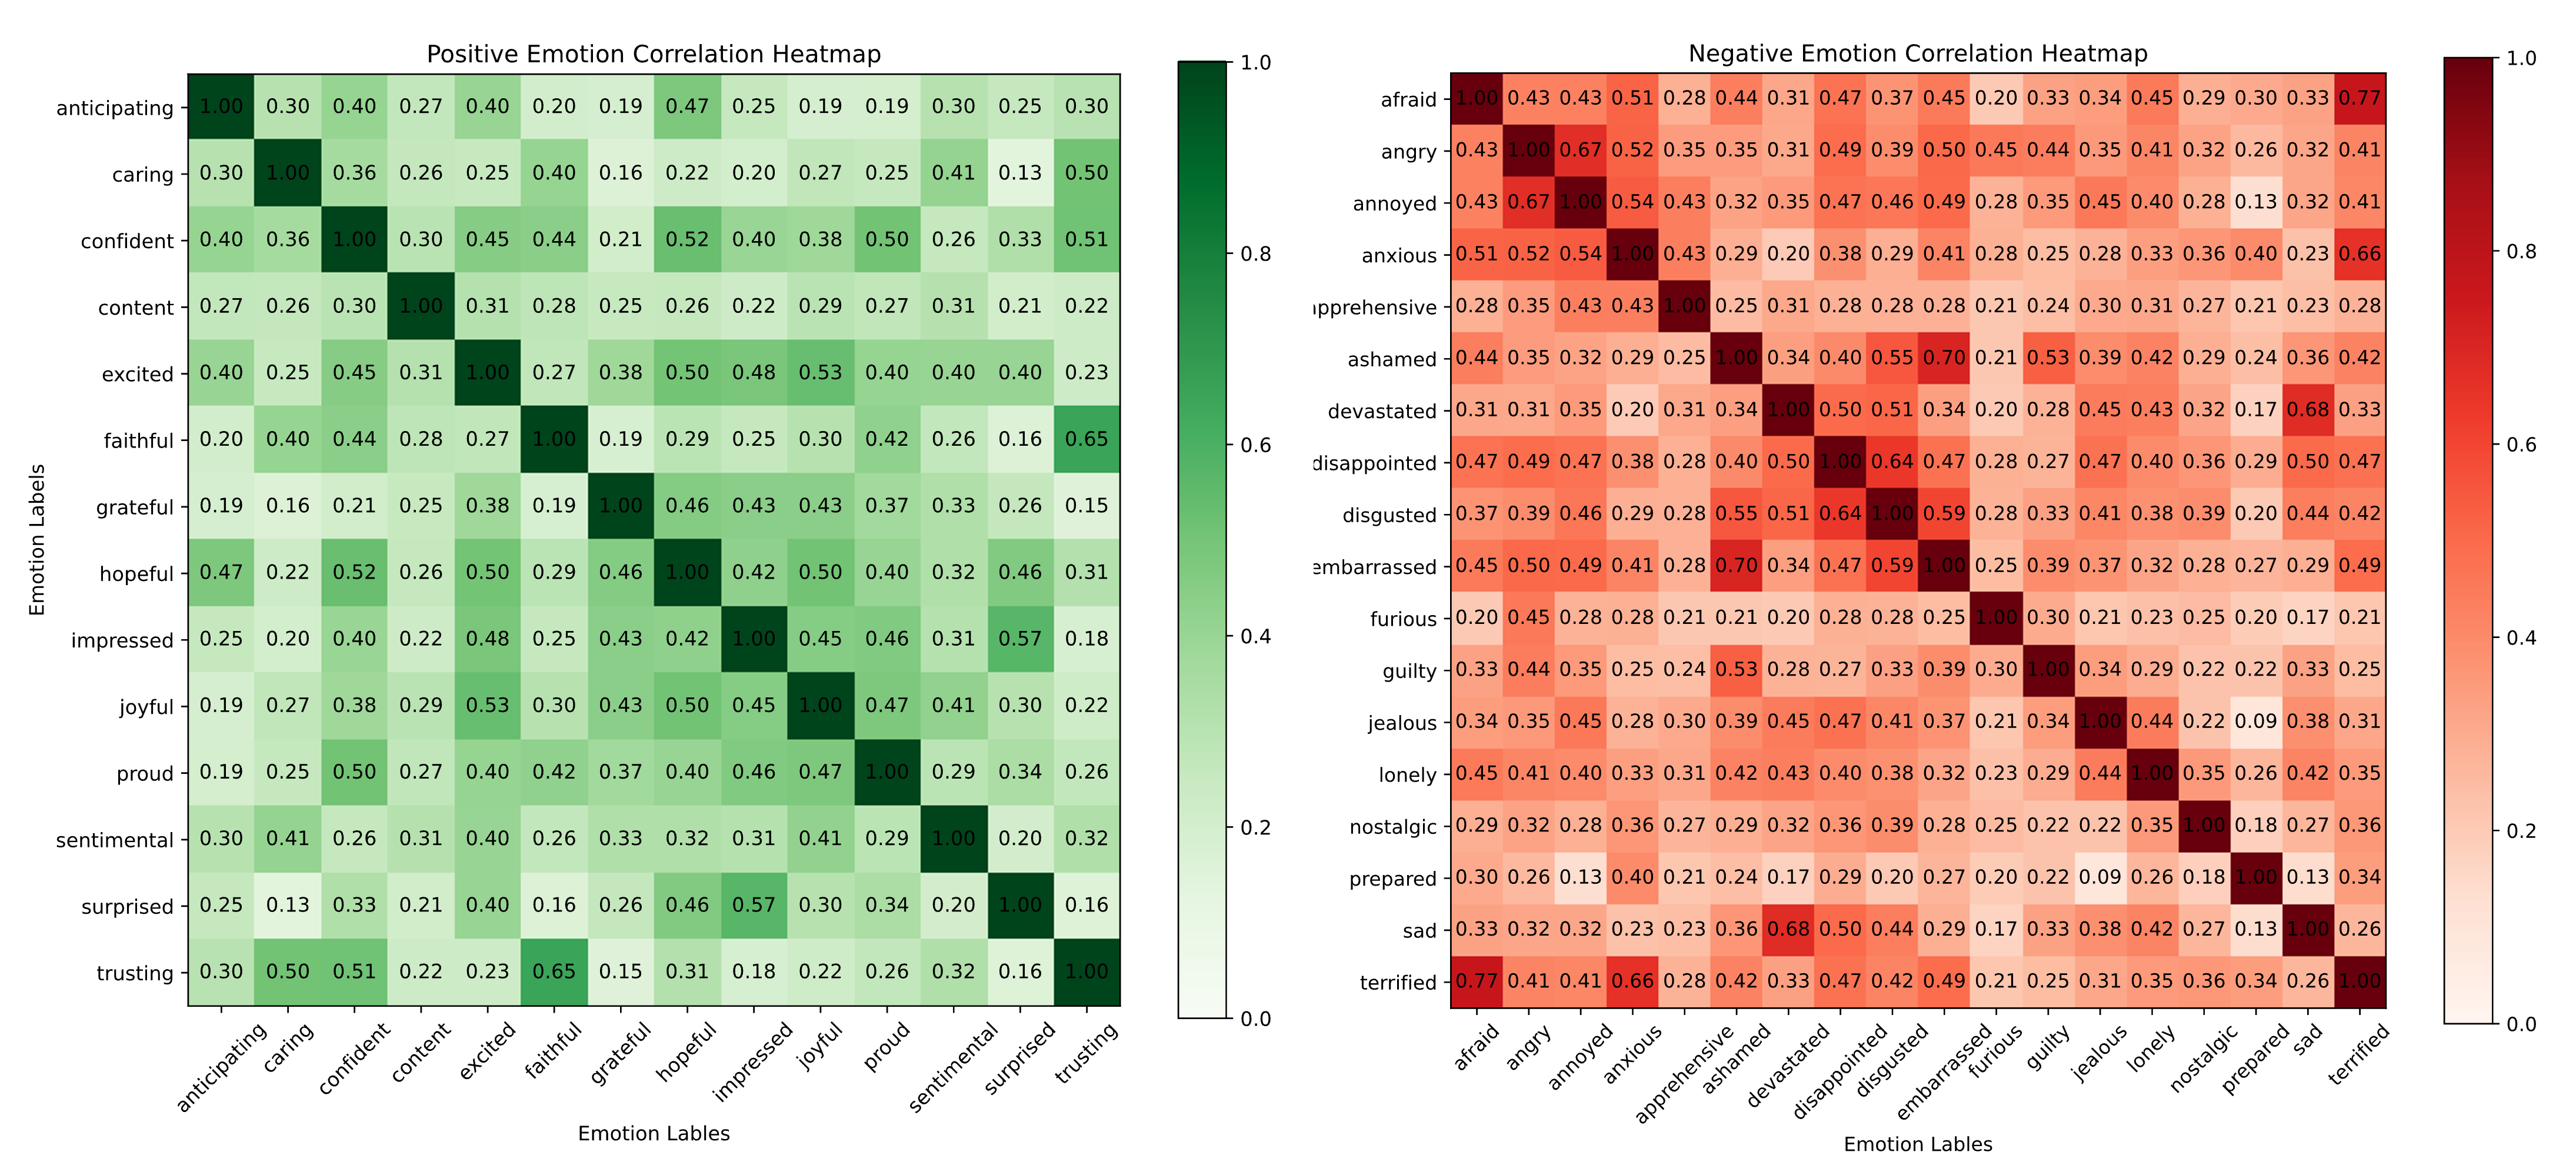 Positive Emotion Correlation Heatmap
anticipating 1.00 0.30 0.40 0.27 0.40 0.20 0.19 0.47 0.25 0.19 0.19 0.30 0.25 0.30
caring 0.30 1.00 0.36 0.26 0.25 0.40 0.16 0.22 0.20 0.27 0.25 0.41 0.13 0.50
confident 0.40 0.36 1.00 0.30 0.45 0.44 0.21 0.52 0.40 0.38 0.50 0.26 0.33 0.51
content 0.27 0.26 0.30 1.00 0.31 0.28 0.25 0.26 0.22 0.29 0.27 0.31 0.21 0.22
excited 0.40 0.25 0.45 0.31 1.00 0.27 0.38 0.50 0.48 0.53 0.40 0.40 0.40 0.23
faithful 0.20 0.40 0.44 0.28 0.27 1.00 0.19 0.29 0.25 0.30 0.42 0.26 0.16 0.65
grateful 0.19 0.16 0.21 0.25 0.38 0.19 1.00 0.46 0.43 0.43 0.37 0.33 0.26 0.15
hopeful 0.47 0.22 0.52 0.26 0.50 0.29 0.46 1.00 0.42 0.50 0.40 0.32 0.46 0.31
impressed 0.25 0.20 0.40 0.22 0.48 0.25 0.43 0.42 1.00 0.45 0.46 0.31 0.57 0.18
joyful 0.19 0.27 0.38 0.29 0.53 0.30 0.43 0.50 0.45 1.00 0.47 0.41 0.30 0.22
proud 0.19 0.25 0.50 0.27 0.40 0.42 0.37 0.40 0.46 0.47 1.00 0.29 0.34 0.26
sentimental 0.30 0.41 0.26 0.31 0.40 0.26 0.33 0.32 0.31 0.41 0.29 1.00 0.20 0.32
surprised 0.25 0.13 0.33 0.21 0.40 0.16 0.26 0.46 0.57 0.30 0.34 0.20 1.00 0.16
trusting 0.30 0.50 0.51 0.22 0.23 0.65 0.15 0.31 0.18 0.22 0.26 0.32 0.16 1.00
anticipating caring confident content excited faithful grateful hopeful impressed joyful proud sentimental surprised trusting
Emotion Lables
Emotion Labels
1.0
0.8
0.6
0.4
0.2
0.0
Negative Emotion Correlation Heatmap
afraid 1.00 0.43 0.43 0.51 0.28 0.44 0.31 0.47 0.37 0.45 0.20 0.33 0.34 0.45 0.29 0.30 0.33 0.77
angry 0.43 1.00 0.67 0.52 0.35 0.35 0.31 0.49 0.39 0.50 0.45 0.44 0.35 0.41 0.32 0.26 0.32 0.41
annoyed 0.43 0.67 1.00 0.54 0.43 0.32 0.35 0.47 0.46 0.49 0.28 0.35 0.45 0.40 0.28 0.13 0.32 0.41
anxious 0.51 0.52 0.54 1.00 0.43 0.29 0.20 0.38 0.29 0.41 0.28 0.25 0.28 0.33 0.36 0.40 0.23 0.66
pprehensive 0.28 0.35 0.43 0.43 1.00 0.25 0.31 0.28 0.28 0.28 0.21 0.24 0.30 0.31 0.27 0.21 0.23 0.28
ashamed 0.44 0.35 0.32 0.29 0.25 1.00 0.34 0.40 0.55 0.70 0.21 0.53 0.39 0.42 0.29 0.24 0.36 0.42
devastated 0.31 0.31 0.35 0.20 0.31 0.34 1.00 0.50 0.51 0.34 0.20 0.28 0.45 0.43 0.32 0.17 0.68 0.33
disappointed 0.47 0.49 0.47 0.38 0.28 0.40 0.50 1.00 0.64 0.47 0.28 0.27 0.47 0.40 0.36 0.29 0.50 0.47
disgusted 0.37 0.39 0.46 0.29 0.28 0.55 0.51 0.64 1.00 0.59 0.28 0.33 0.41 0.38 0.39 0.20 0.44 0.42
embarrassed 0.45 0.50 0.49 0.41 0.28 0.70 0.34 0.47 0.59 1.00 0.25 0.39 0.37 0.32 0.28 0.27 0.29 0.49
furious 0.20 0.45 0.28 0.28 0.21 0.21 0.20 0.28 0.28 0.25 1.00 0.30 0.21 0.23 0.25 0.20 0.17 0.21
guilty 0.33 0.44 0.35 0.25 0.24 0.53 0.28 0.27 0.33 0.39 0.30 1.00 0.34 0.29 0.22 0.22 0.33 0.25
jealous 0.34 0.35 0.45 0.28 0.30 0.39 0.45 0.47 0.41 0.37 0.21 0.34 1.00 0.44 0.22 0.09 0.38 0.31
lonely 0.45 0.41 0.40 0.33 0.31 0.42 0.43 0.40 0.38 0.32 0.23 0.29 0.44 1.00 0.35 0.26 0.42 0.35
nostalgic 0.29 0.32 0.28 0.36 0.27 0.29 0.32 0.36 0.39 0.28 0.25 0.22 0.22 0.35 1.00 0.18 0.27 0.36
prepared 0.30 0.26 0.13 0.40 0.21 0.24 0.17 0.29 0.20 0.27 0.20 0.22 0.09 0.26 0.18 1.00 0.13 0.34
sad 0.33 0.32 0.32 0.23 0.23 0.36 0.68 0.50 0.44 0.29 0.17 0.33 0.38 0.42 0.27 0.13 1.00 0.26
terrified 0.77 0.41 0.41 0.66 0.28 0.42 0.33 0.47 0.42 0.49 0.21 0.25 0.31 0.35 0.36 0.34 0.26 1.00
afraid angry annoyed anxious apprehensive ashamed devastated disappointed disgusted embarrassed furious guilty jealous lonely nostalgic prepared sad terrified
Emotion Lables
1.0
0.8
0.6
0.4
0.2
0.0